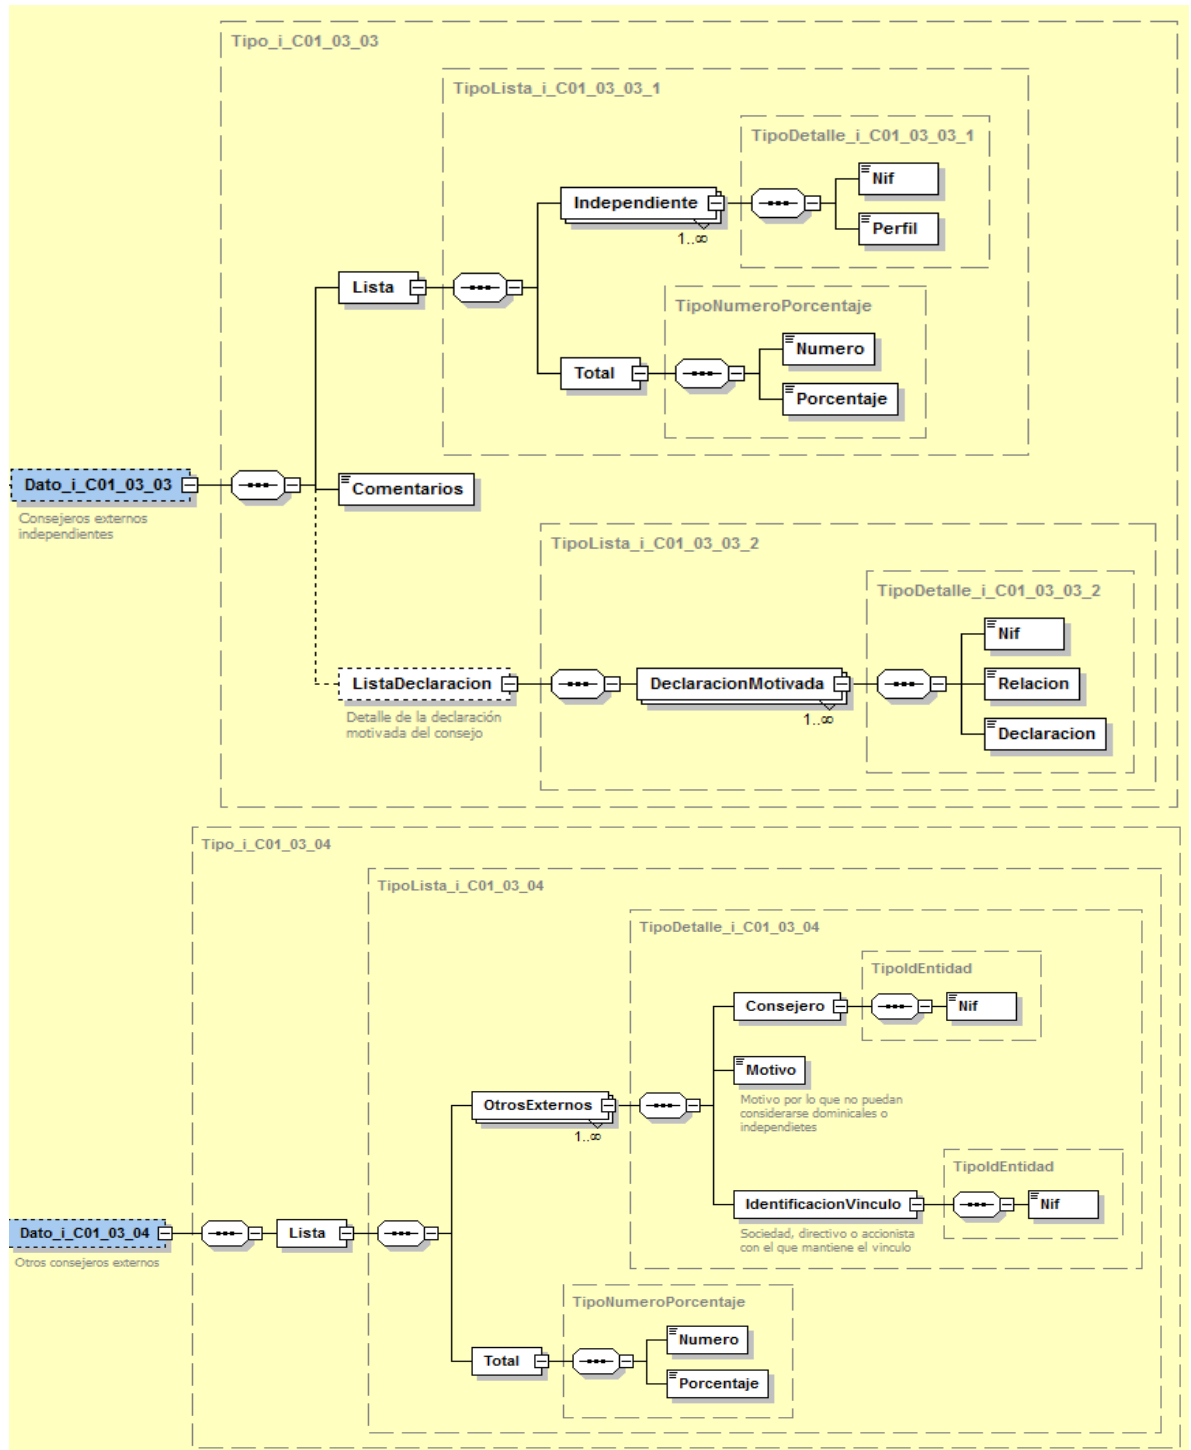 Tipo_i_C01_03_03
TipoLista_i_C01_03_03_1
TipoDetalle_i_C01_03_03_1
Nif
Independiente
Perfil
1..∞
Lista
TipoNumeroPorcentaje
Numero
Total
Porcentaje
Dato_i_C01_03_03
Comentarios
Consejeros externos
independientes
TipoLista_i_C01_03_03_2
TipoDetalle_i_C01_03_03_2
Nif
ListaDeclaracion
DeclaracionMotivada
Relacion
1..∞
Detalle de la declaración
motivada del consejo
Declaracion
Tipo_i_C01_03_04
TipoLista_i_C01_03_04
TipoDetalle_i_C01_03_04
TipoIdEntidad
Consejero
Nif
Motivo
Motivo por lo que no puedan
considerarse dominicales o
independietes
OtrosExternos
1..∞
TipoIdEntidad
IdentificacionVinculo
Nif
Sociedad, directivo o accionista
con el que mantiene el vinculo
Dato_i_C01_03_04
Lista
Otros consejeros externos
TipoNumeroPorcentaje
Numero
Total
Porcentaje